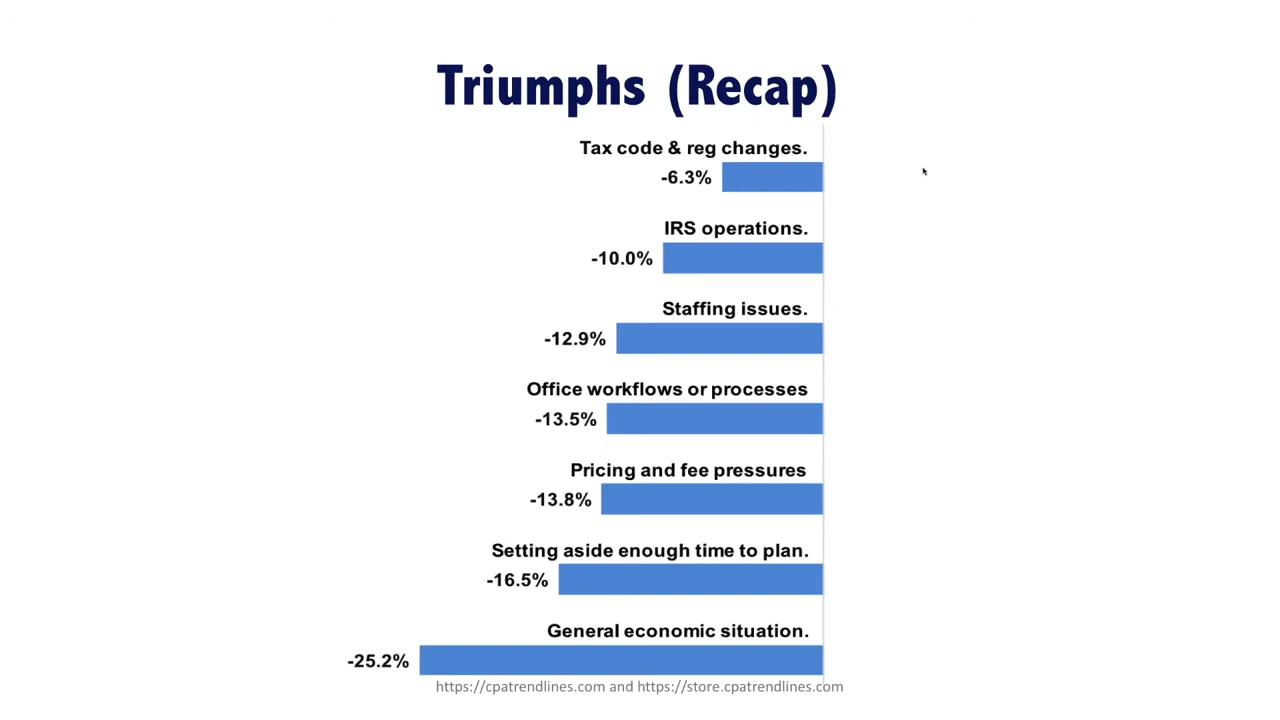 Triumphs (Recap)
Tax code & reg changes.
-6.3%
IRS operations.
-10.0%
Staffing issues.
-12.9%
Office workflows or processes
-13.5%
Pricing and fee pressures
-13.8%
Setting aside enough time to plan.
-16.5%
General economic situation.
-25.2%
https://cpatrendlines.com and https://store.cpatrendlines.com